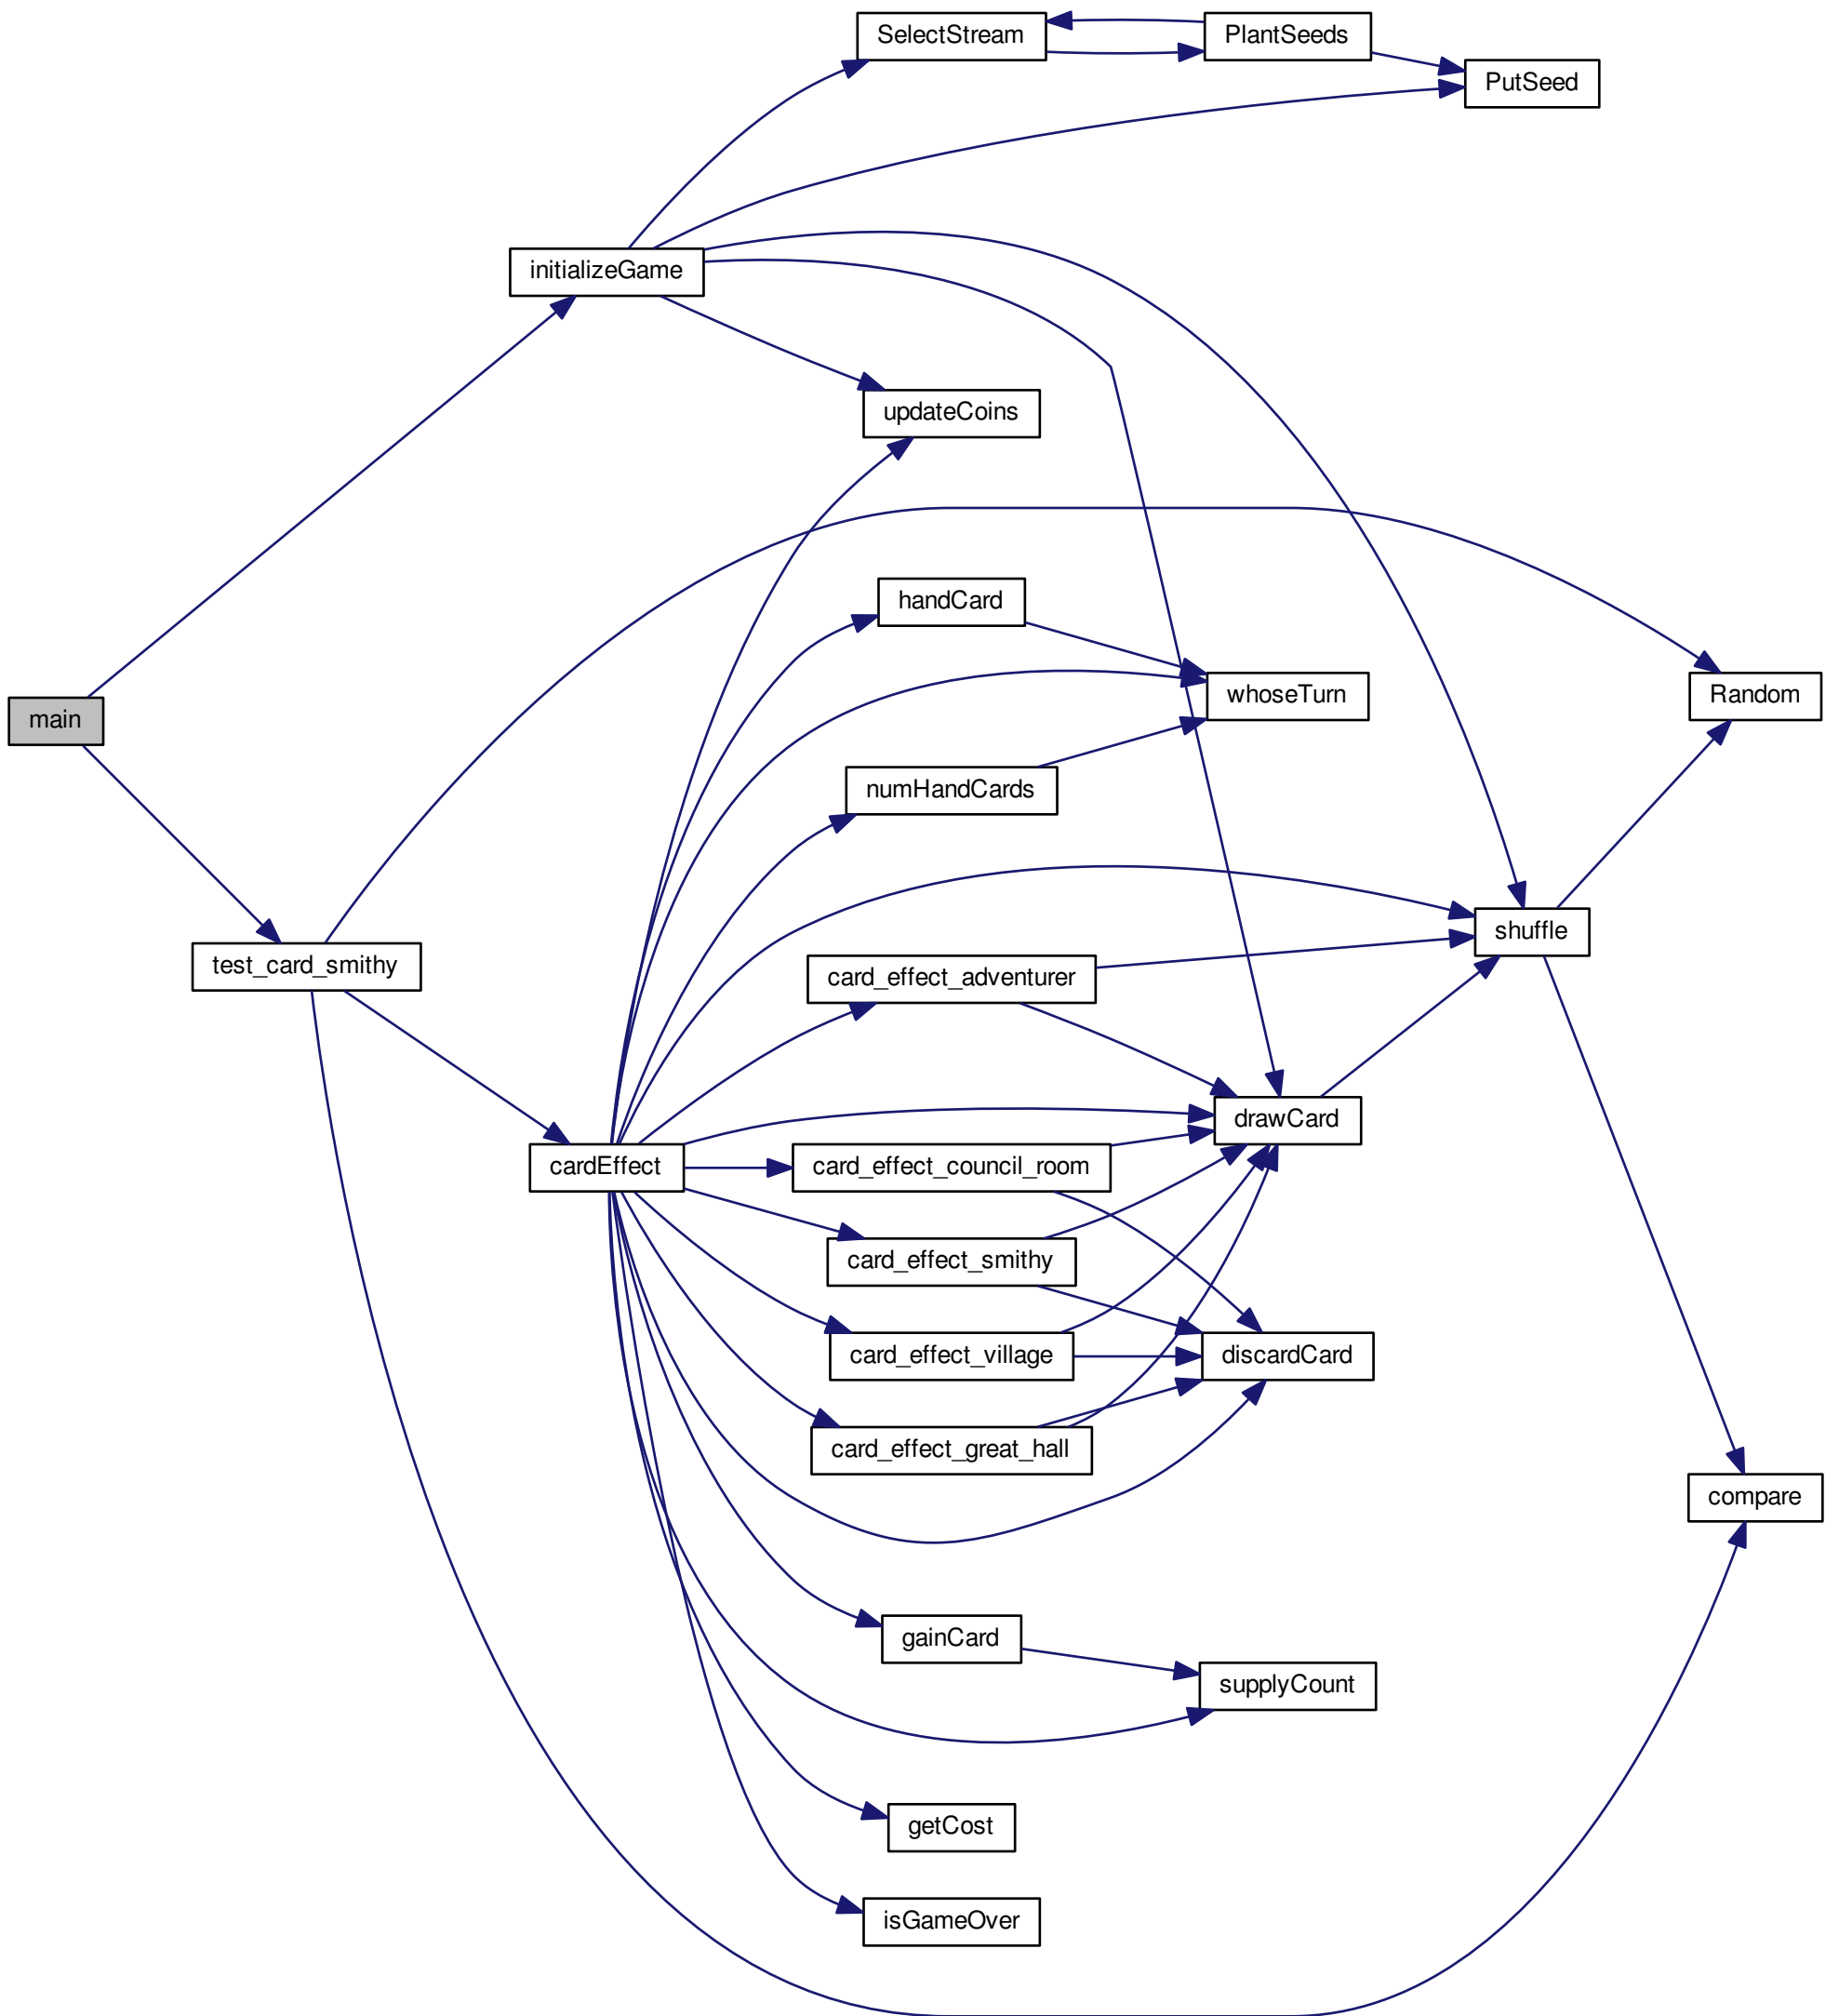 SelectStream
PlantSeeds
PutSeed
initializeGame
updateCoins
handCard
main
whoseTurn
Random
numHandCards
shuffle
test_card_smithy
card_effect_adventurer
drawCard
cardEffect
card_effect_council_room
card_effect_smithy
card_effect_village
discardCard
card_effect_great_hall
compare
gainCard
supplyCount
getCost
isGameOver